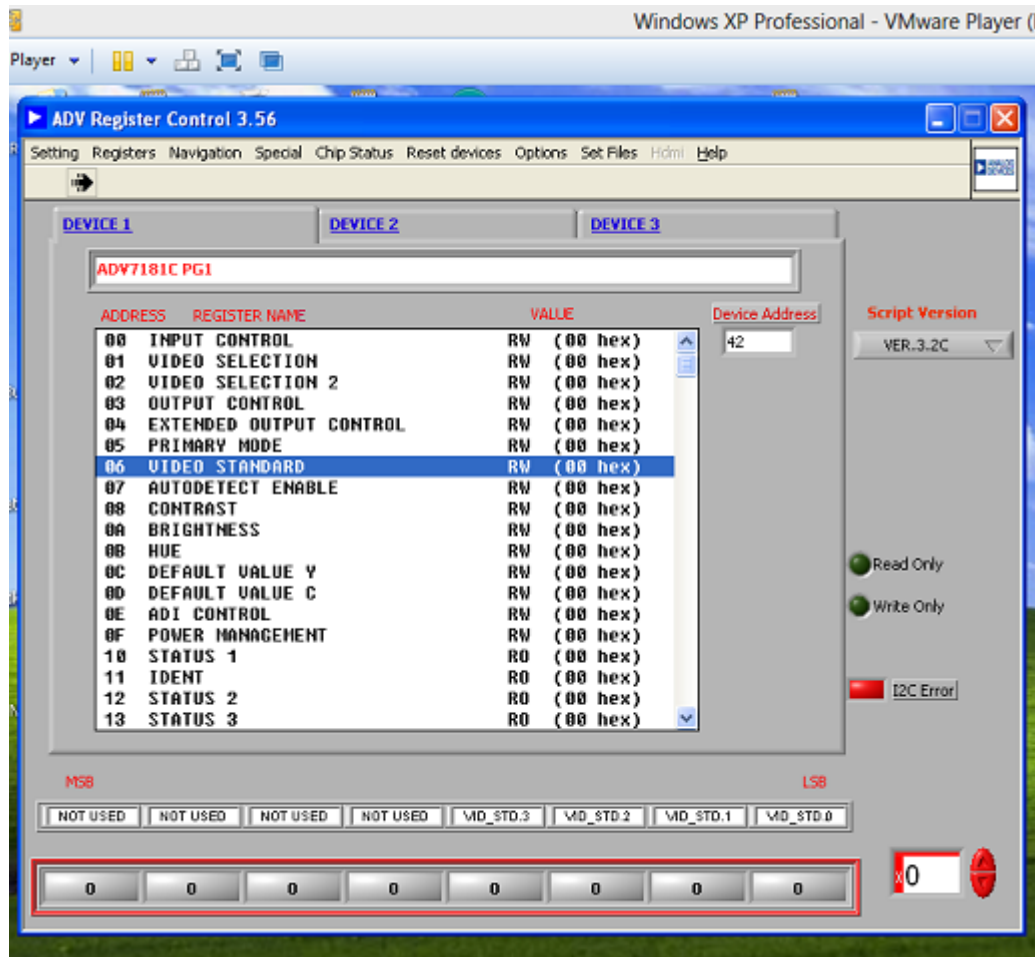 Windows XP Professional - VMware Player (
Player
ADV Register Control 3.56
Setting Registers Navigation Special Chip Status Reset devices Options Set Files Hdmi Help
ANALOG DEVICES
DEVICE 1 DEVICE 2 DEVICE 3
ADV7181C PG1
ADDRESS REGISTER NAME VALUE Device Address Script Version
42
VER.3.2C
00 INPUT CONTROL RW (00 hex)
01 VIDEO SELECTION RW (00 hex)
02 VIDEO SELECTION 2 RW (00 hex)
03 OUTPUT CONTROL RW (00 hex)
04 EXTENDED OUTPUT CONTROL RW (00 hex)
05 PRIMARY MODE RW (00 hex)
06 VIDEO STANDARD RW (00 hex)
07 AUTODETECT ENABLE RW (00 hex)
08 CONTRAST RW (00 hex)
0A BRIGHTNESS RW (00 hex)
0B HUE RW (00 hex)
0C DEFAULT VALUE Y RW (00 hex)
0D DEFAULT VALUE C RW (00 hex)
0E ADI CONTROL RW (00 hex)
0F POWER MANAGEMENT RW (00 hex)
10 STATUS 1 RO (00 hex)
11 IDENT RO (00 hex)
12 STATUS 2 RO (00 hex)
13 STATUS 3 RO (00 hex)
Read Only
Write Only
I2C Error
MSB LSB
NOT USED NOT USED NOT USED NOT USED VID_STD.3 VID_STD.2 VID_STD.1 VID_STD.0
0 0 0 0 0 0 0 0 x0